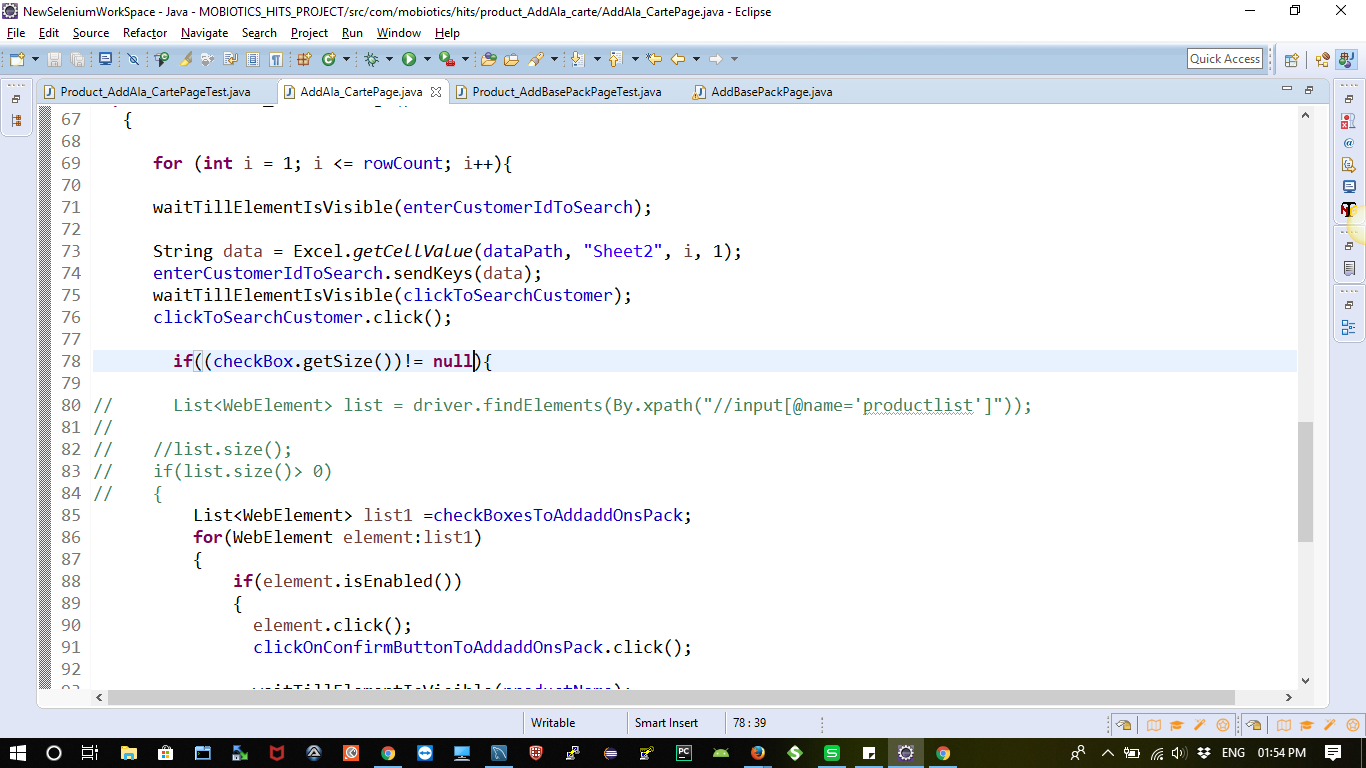 NewSeleniumWorkSpace - Java - MOBIOTICS_HITS_PROJECT/src/com/mobiotics/hits/product_AddAla_carte/AddAla_CartePage.java - Eclipse
File Edit Source Refactor Navigate Search Project Run Window Help
Quick Access
Product_AddAla_CartePageTest.java AddAla_CartePage.java Product_AddBasePackPageTest.java AddBasePackPage.java
67 {
68
69 for (int i = 1; i <= rowCount; i++){
70
71 waitTillElementIsVisible(enterCustomerIdToSearch);
72
73 String data = Excel.getCellValue(dataPath, "Sheet2", i, 1);
74 enterCustomerIdToSearch.sendKeys(data);
75 waitTillElementIsVisible(clickToSearchCustomer);
76 clickToSearchCustomer.click();
77
78 if((checkBox.getSize())!= null){
79
80 // List<WebElement> list = driver.findElements(By.xpath("//input[@name='productlist']"));
81 //
82 // //list.size();
83 // if(list.size()> 0)
84 // {
85 List<WebElement> list1 =checkBoxesToAddaddOnsPack;
86 for(WebElement element:list1)
87 {
88 if(element.isEnabled())
89 {
90 element.click();
91 clickOnConfirmButtonToAddaddOnsPack.click();
92
93 waitTillElementIsVisible(productName);
Writable Smart Insert 78 : 39
ENG 01:54 PM